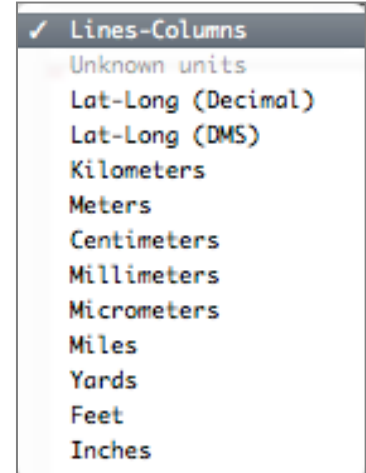 ✓ Lines-Columns
Unknown units
Lat-Long (Decimal)
Lat-Long (DMS)
Kilometers
Meters
Centimeters
Millimeters
Micrometers
Miles
Yards
Feet
Inches